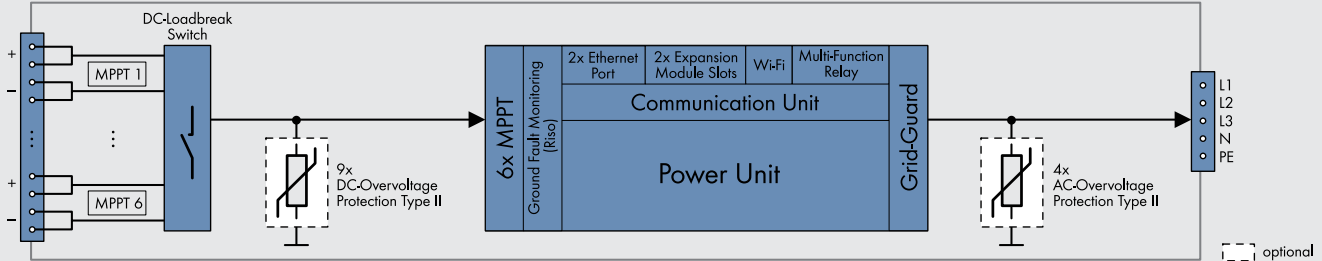 DC-Loadbreak
Switch
+
MPPT 1
−
⋮
⋮
+
MPPT 6
−
9x
DC-Overvoltage
Protection Type II
6x MPPT
Ground Fault Monitoring
(Riso)
2x Ethernet
Port
2x Expansion
Module Slots
Wi-Fi
Multi-Function
Relay
Communication Unit
Power Unit
Grid-Guard
4x
AC-Overvoltage
Protection Type II
L1
L2
L3
N
PE
optional